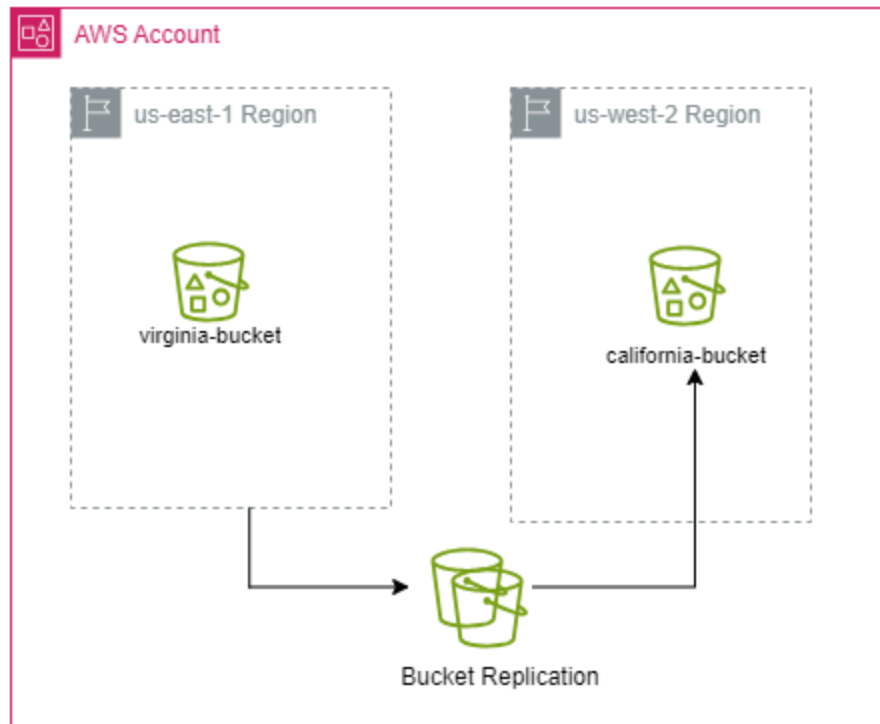 AWS Account
us-east-1 Region
us-west-2 Region
virginia-bucket
california-bucket
Bucket Replication